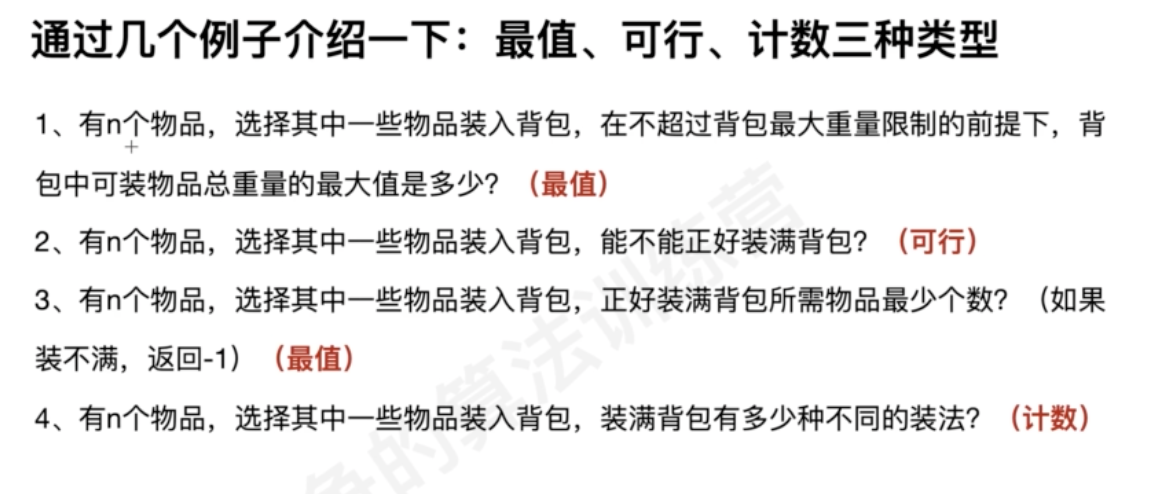 通过几个例子介绍一下：最值、可行、计数三种类型
1、有n个物品，选择其中一些物品装入背包，在不超过背包最大重量限制的前提下，背
包中可装物品总重量的最大值是多少？（最值）
2、有n个物品，选择其中一些物品装入背包，能不能正好装满背包？（可行）
3、有n个物品，选择其中一些物品装入背包，正好装满背包所需物品最少个数？（如果
装不满，返回-1）（最值）
4、有n个物品，选择其中一些物品装入背包，装满背包有多少种不同的装法？（计数）
争的算法训练营